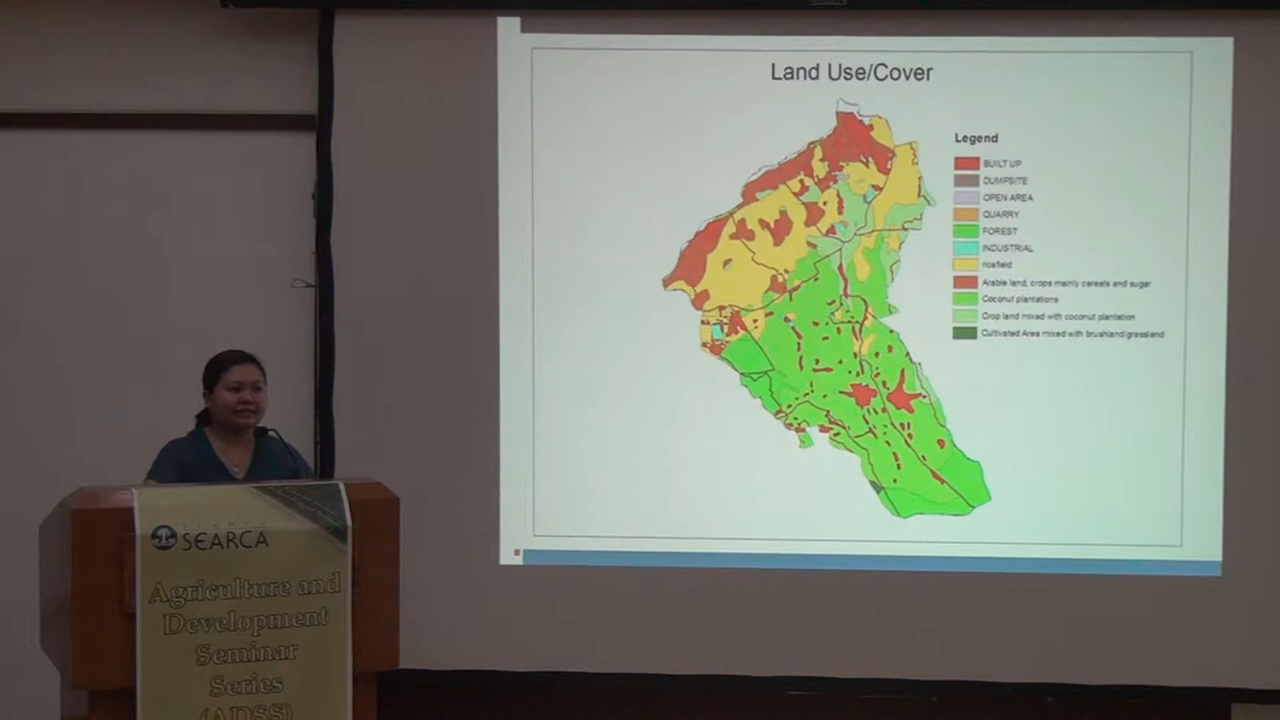 Land Use/Cover
Legend
BUILT UP
DUMPSITE
OPEN AREA
QUARRY
FOREST
INDUSTRIAL
ricefield
Arable land, crops mainly cereals and sugar
Coconut plantations
Crop land mixed with coconut plantation
Cultivated Area mixed with brushland/grassland
SEARCA
Agriculture and
Development
Seminar
Series
(ADSS)